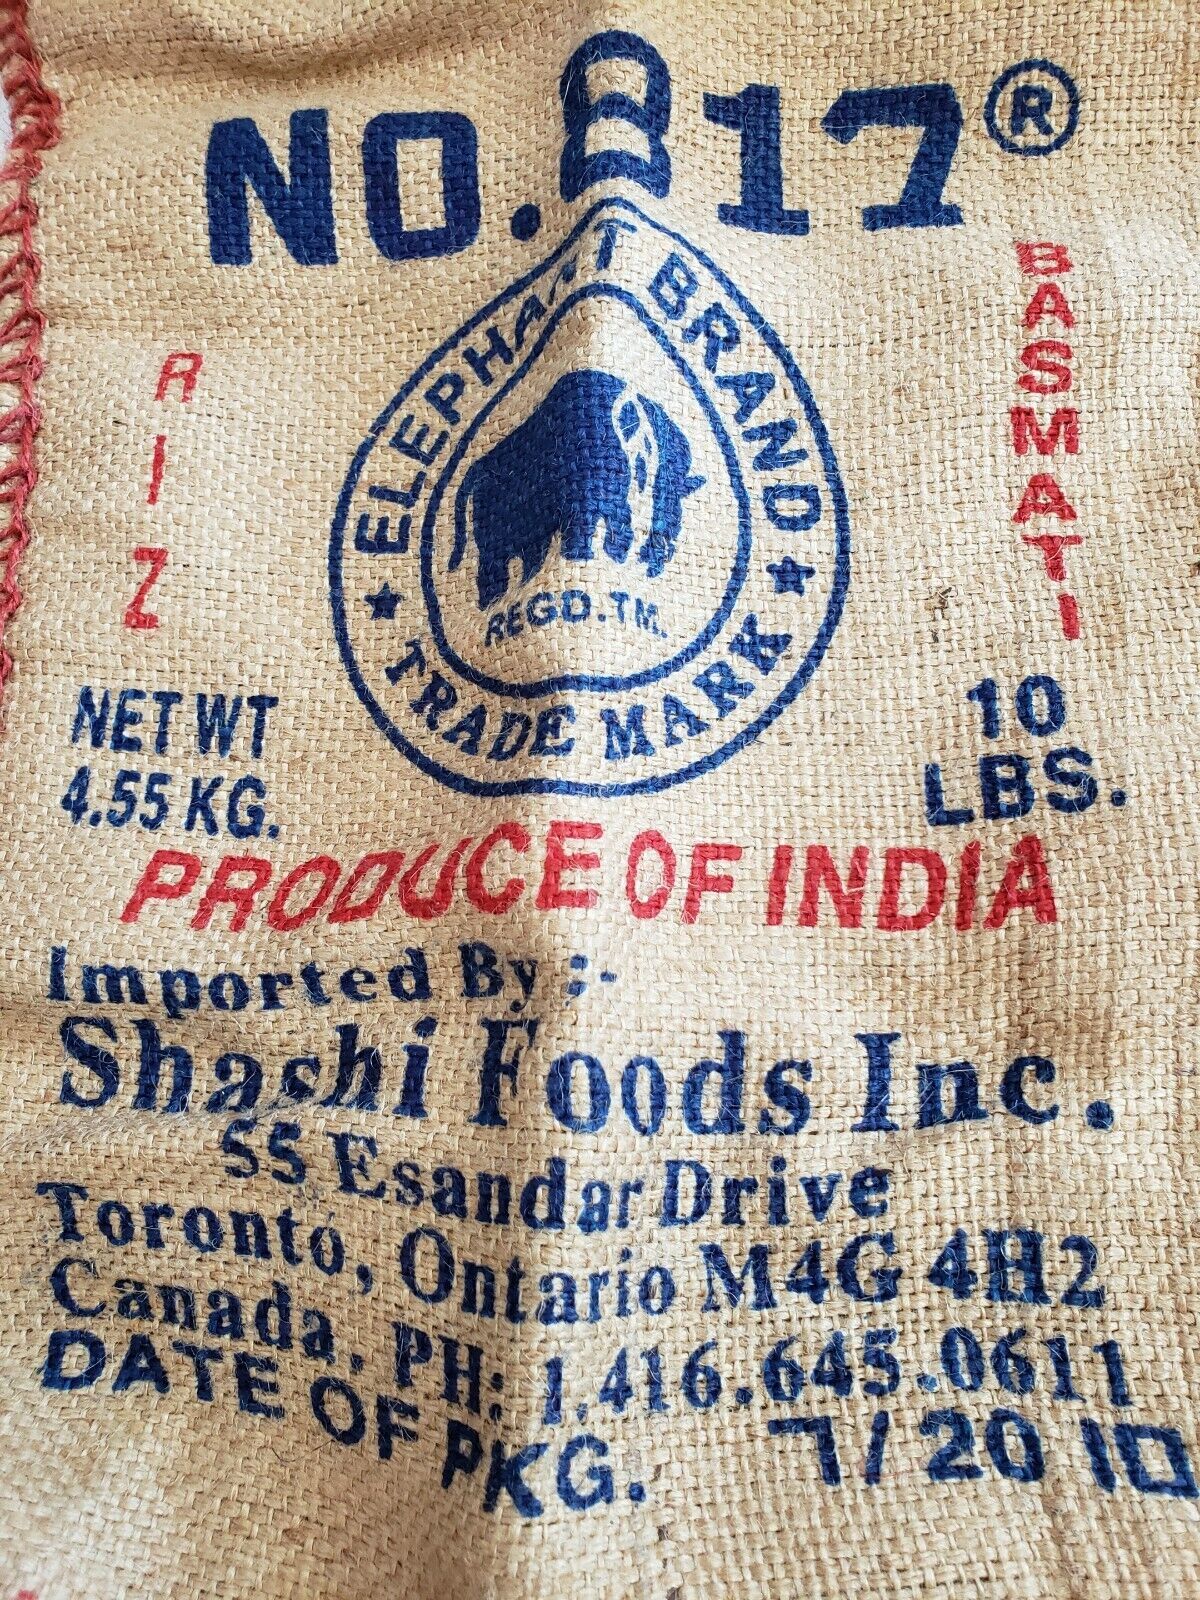 NO. 817®
ELEPHANT BRAND
REGD. TM.
★ TRADE MARK ★
RIZ
BASMATI
NET WT
4.55 KG.
10
LBS.
PRODUCE OF INDIA
Imported By ;-
Shashi Foods Inc.
55 Esandar Drive
Toronto, Ontario M4G 4H2
Canada, PH: 1.416.645.0611
DATE OF PKG. 7/2010